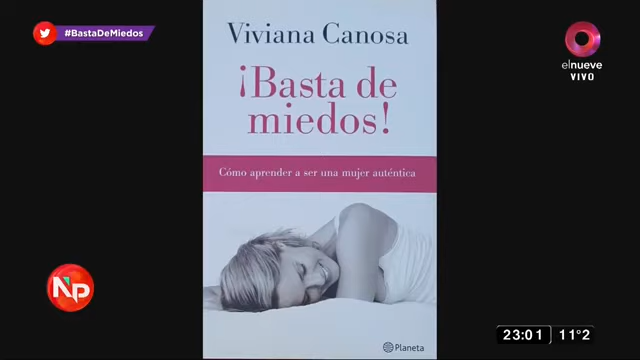 #BastaDeMiedos
elnueve
VIVO
Viviana Canosa
¡Basta de
miedos!
Cómo aprender a ser una mujer auténtica
Planeta
NP
23:01 11°2